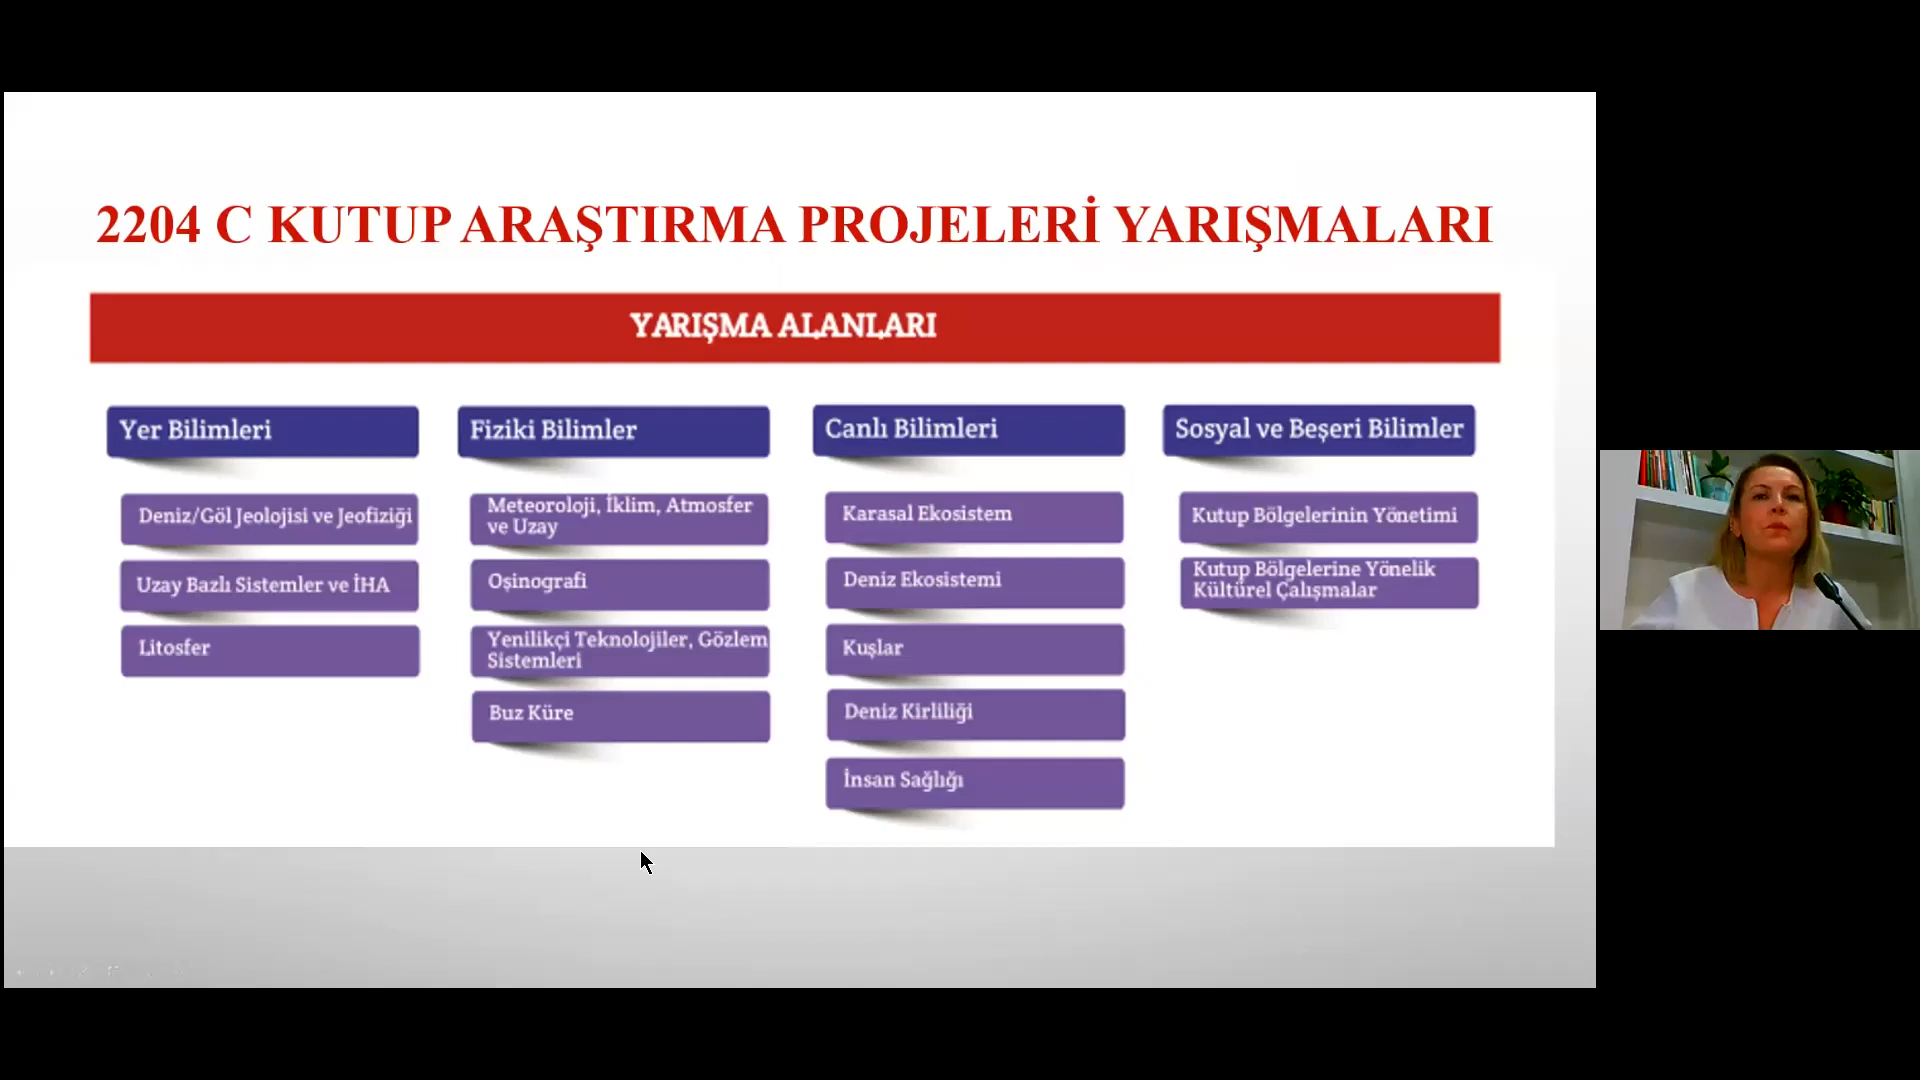 2204 C KUTUP ARAŞTIRMA PROJELERİ YARIŞMALARI
YARIŞMA ALANLARI
Yer Bilimleri
Deniz/Göl Jeolojisi ve Jeofiziği
Uzay Bazlı Sistemler ve İHA
Litosfer
Fiziki Bilimler
Meteoroloji, İklim, Atmosfer
ve Uzay
Oşinografi
Yenilikçi Teknolojiler, Gözlem
Sistemleri
Buz Küre
Canlı Bilimleri
Karasal Ekosistem
Deniz Ekosistemi
Kuşlar
Deniz Kirliliği
İnsan Sağlığı
Sosyal ve Beşeri Bilimler
Kutup Bölgelerinin Yönetimi
Kutup Bölgelerine Yönelik
Kültürel Çalışmalar